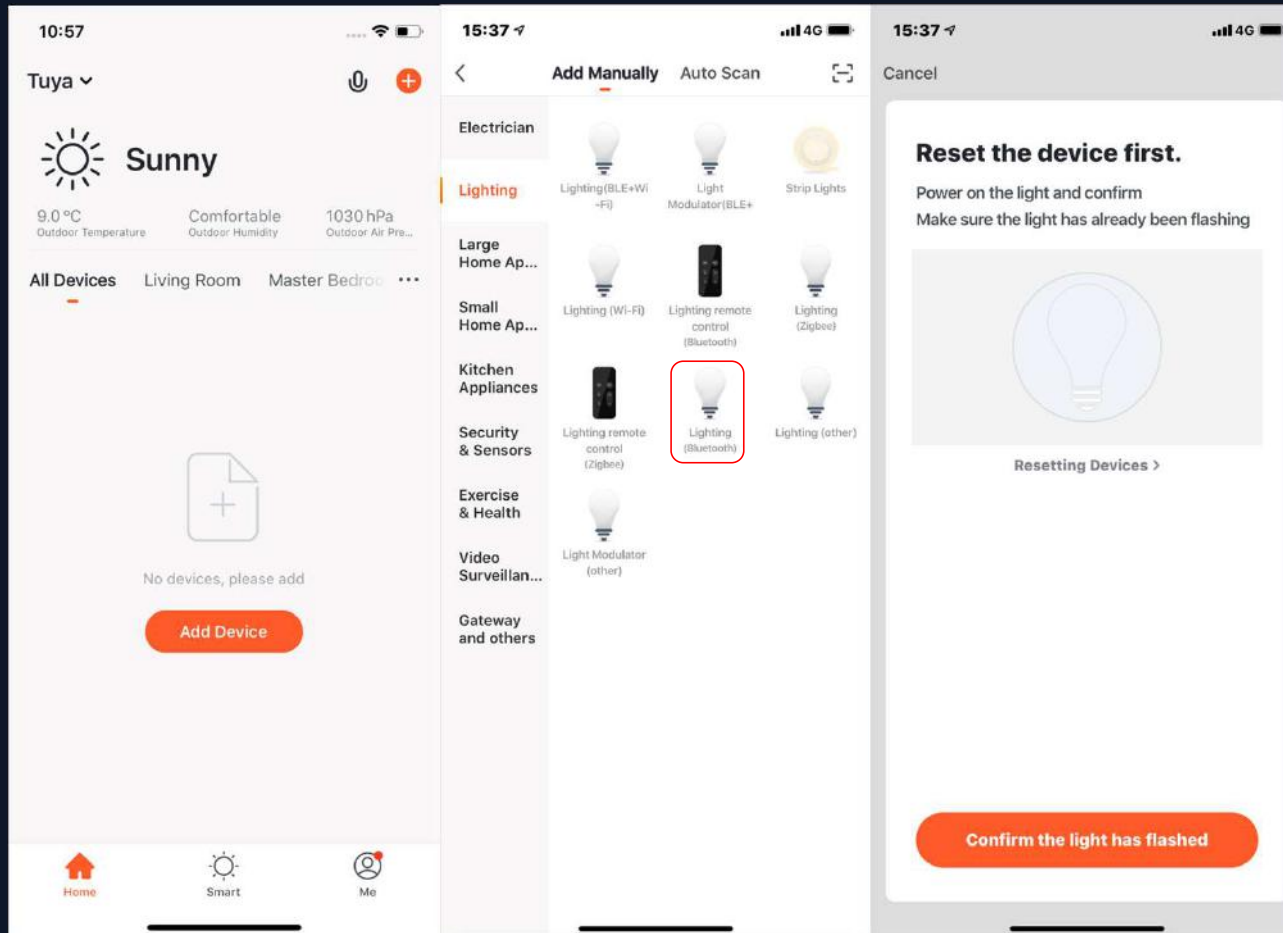 10:57
Tuya
Sunny
9.0 °C
Outdoor Temperature
Comfortable
Outdoor Humidity
1030 hPa
Outdoor Air Pre...
All Devices
Living Room
Master Bedroo
No devices, please add
Add Device
Home
Smart
Me
15:37
4G
Add Manually
Auto Scan
Electrician
Lighting
Large
Home Ap...
Small
Home Ap...
Kitchen
Appliances
Security
& Sensors
Exercise
& Health
Video
Surveillan...
Gateway
and others
Lighting(BLE+Wi
-Fi)
Light
Modulator(BLE+
Strip Lights
Lighting (Wi-Fi)
Lighting remote
control
(Bluetooth)
Lighting
(Zigbee)
Lighting remote
control
(Zigbee)
Lighting
(Bluetooth)
Lighting (other)
Light Modulator
(other)
15:37
4G
Cancel
Reset the device first.
Power on the light and confirm
Make sure the light has already been flashing
Resetting Devices >
Confirm the light has flashed